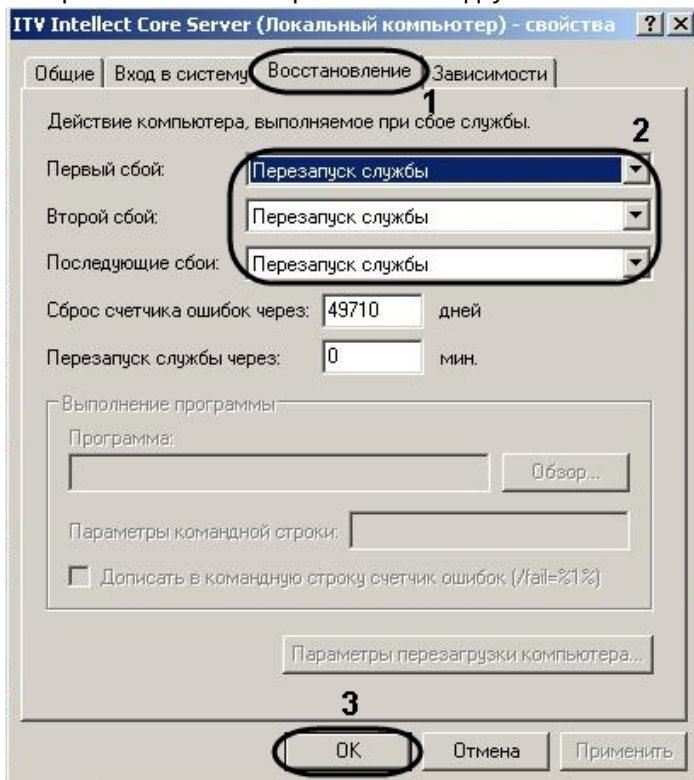 ITV Intellect Core Server (Локальный компьютер) - свойства ? X
Общие Вход в систему Восстановление Зависимости
1
Действие компьютера, выполняемое при сбое службы.
2
Первый сбой: Перезапуск службы
Второй сбой: Перезапуск службы
Последующие сбои: Перезапуск службы
Сброс счетчика ошибок через: 49710 дней
Перезапуск службы через: 0 мин.
Выполнение программы
Программа:
Обзор...
Параметры командной строки:
Дописать в командную строку счетчик ошибок (/fail=%1%)
Параметры перезагрузки компьютера...
3
OK Отмена Применить